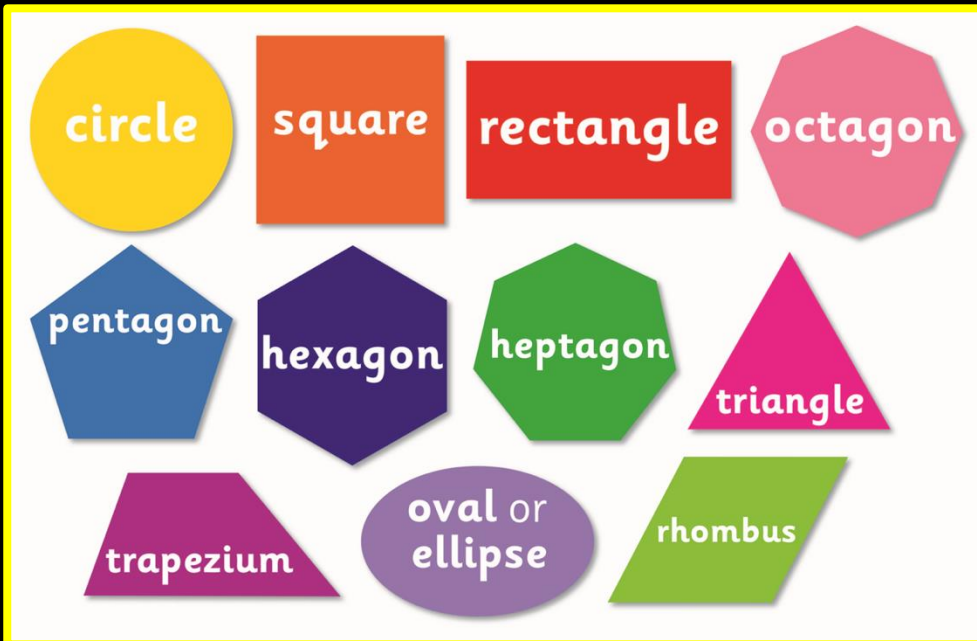 circle
square
rectangle
octagon
pentagon
hexagon
heptagon
triangle
trapezium
oval or
ellipse
rhombus